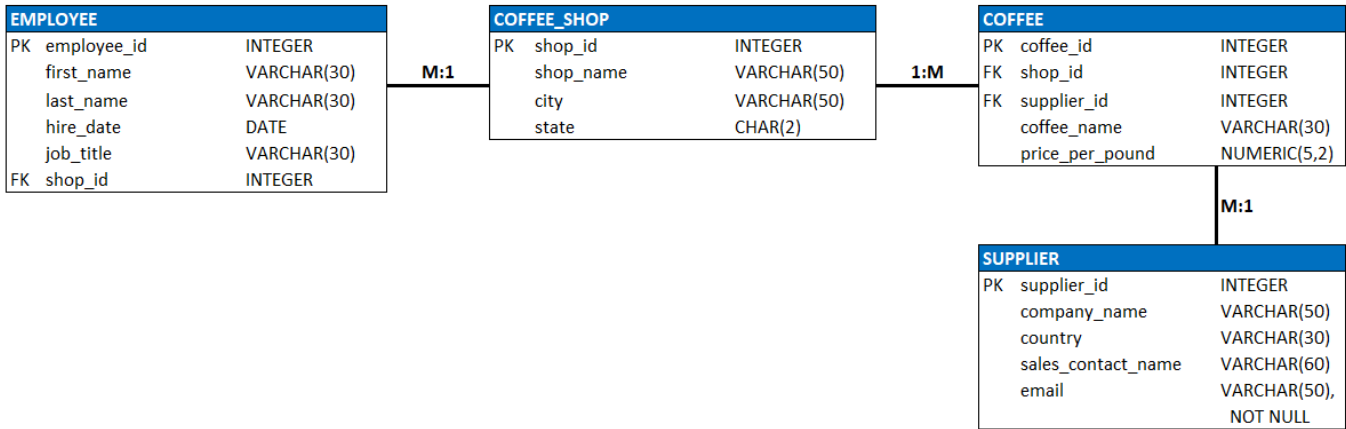 EMPLOYEE
PK employee_id INTEGER
first_name VARCHAR(30)
last_name VARCHAR(30)
hire_date DATE
job_title VARCHAR(30)
FK shop_id INTEGER
M:1
COFFEE_SHOP
PK shop_id INTEGER
shop_name VARCHAR(50)
city VARCHAR(50)
state CHAR(2)
1:M
COFFEE
PK coffee_id INTEGER
FK shop_id INTEGER
FK supplier_id INTEGER
coffee_name VARCHAR(30)
price_per_pound NUMERIC(5,2)
M:1
SUPPLIER
PK supplier_id INTEGER
company_name VARCHAR(50)
country VARCHAR(30)
sales_contact_name VARCHAR(60)
email VARCHAR(50),
NOT NULL